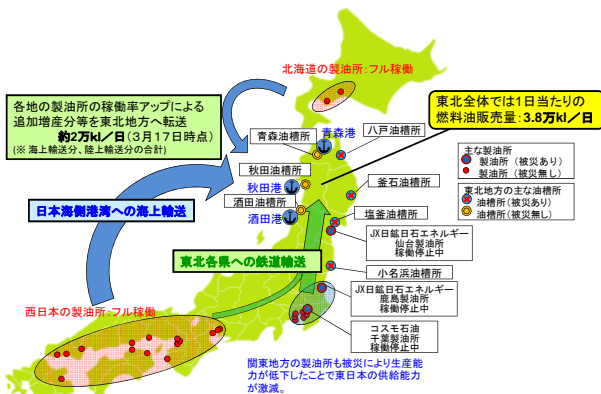 北海道の製油所：フル稼働
各地の製油所の稼働率アップによる
追加増産分等を東北地方へ転送
約2万kl／日（3月17日時点）
（※ 海上輸送分、陸上輸送分の合計）
東北全体では1日当たりの
燃料油販売量：3.8万kl／日
青森港
青森油槽所
八戸油槽所
主な製油所
製油所（被災あり）
製油所（被災無し）
東北地方の主な油槽所
油槽所（被災あり）
油槽所（被災無し）
秋田油槽所
秋田港
釜石油槽所
酒田油槽所
酒田港
日本海側港湾への海上輸送
塩釜油槽所
JX日鉱日石エネルギー
仙台製油所
稼働停止中
東北各県への鉄道輸送
小名浜油槽所
JX日鉱日石エネルギー
鹿島製油所
稼働停止中
西日本の製油所：フル稼働
コスモ石油
千葉製油所
稼働停止中
関東地方の製油所も被災により生産能
力が低下したことで東日本の供給能力
が激減。